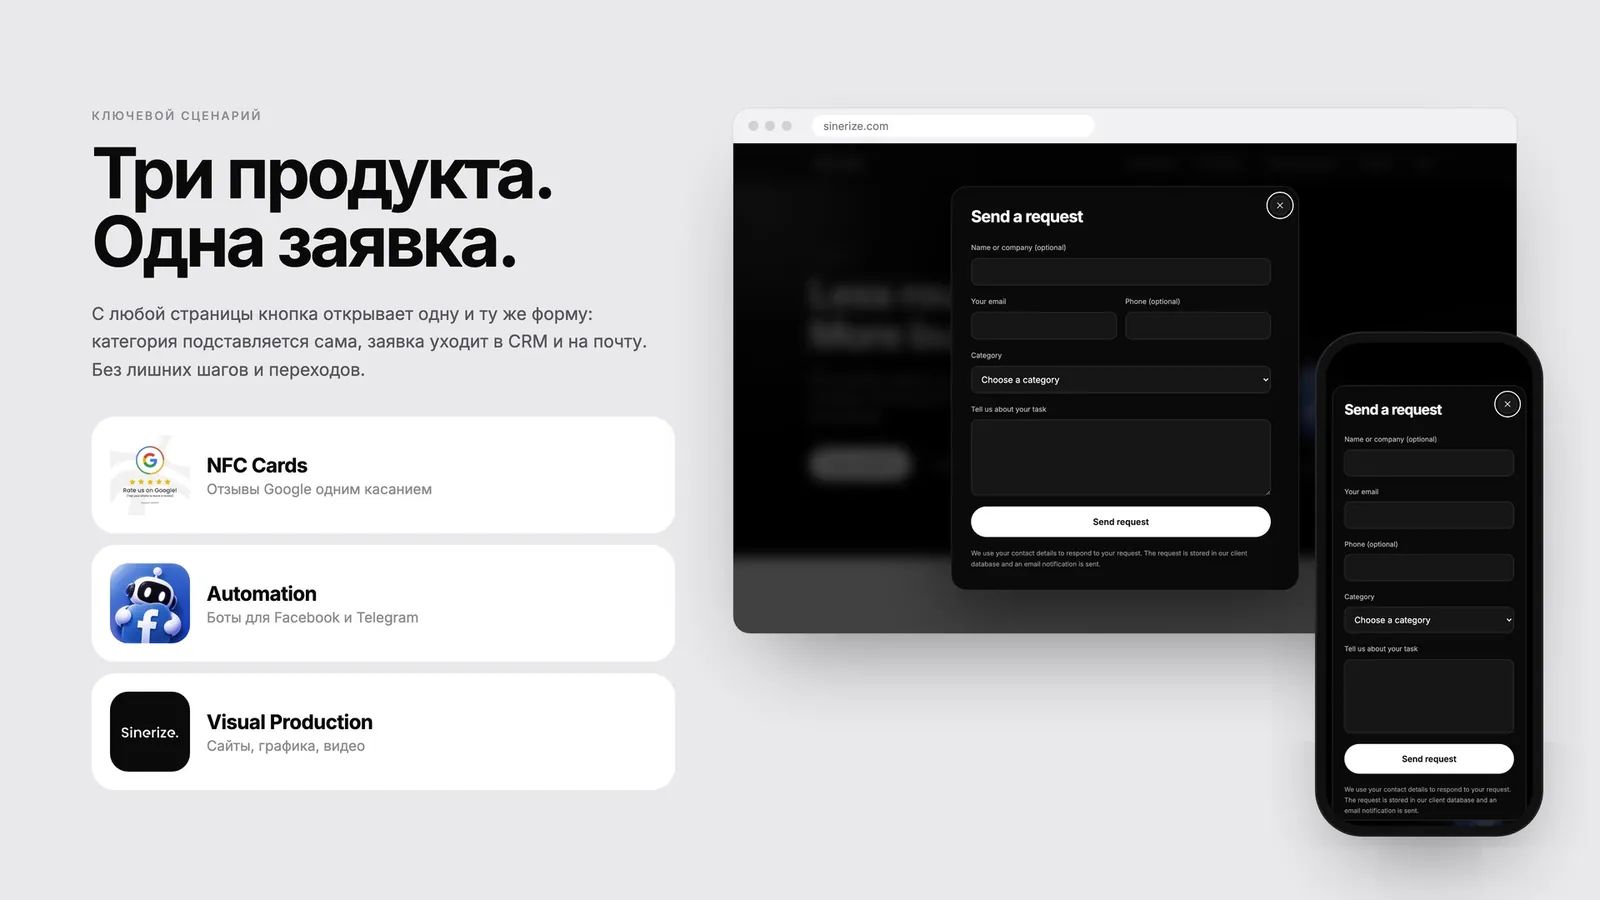 КЛЮЧЕВОЙ СЦЕНАРИЙ
Три продукта.
Одна заявка.
С любой страницы кнопка открывает одну и ту же форму:
категория подставляется сама, заявка уходит в CRM и на почту.
Без лишних шагов и переходов.
Rate us on Google!
NFC Cards
Отзывы Google одним касанием
Automation
Боты для Facebook и Telegram
Sinerize.
Visual Production
Сайты, графика, видео
sinerize.com
Send a request
Name or company (optional)
Your email
Phone (optional)
Category
Choose a category
Tell us about your task
Send request
We use your contact details to respond to your request. The request is stored in our client
database and an email notification is sent.
Send a request
Name or company (optional)
Your email
Phone (optional)
Category
Choose a category
Tell us about your task
Send request
We use your contact details to respond to your request.
The request is stored in our client database and an
email notification is sent.